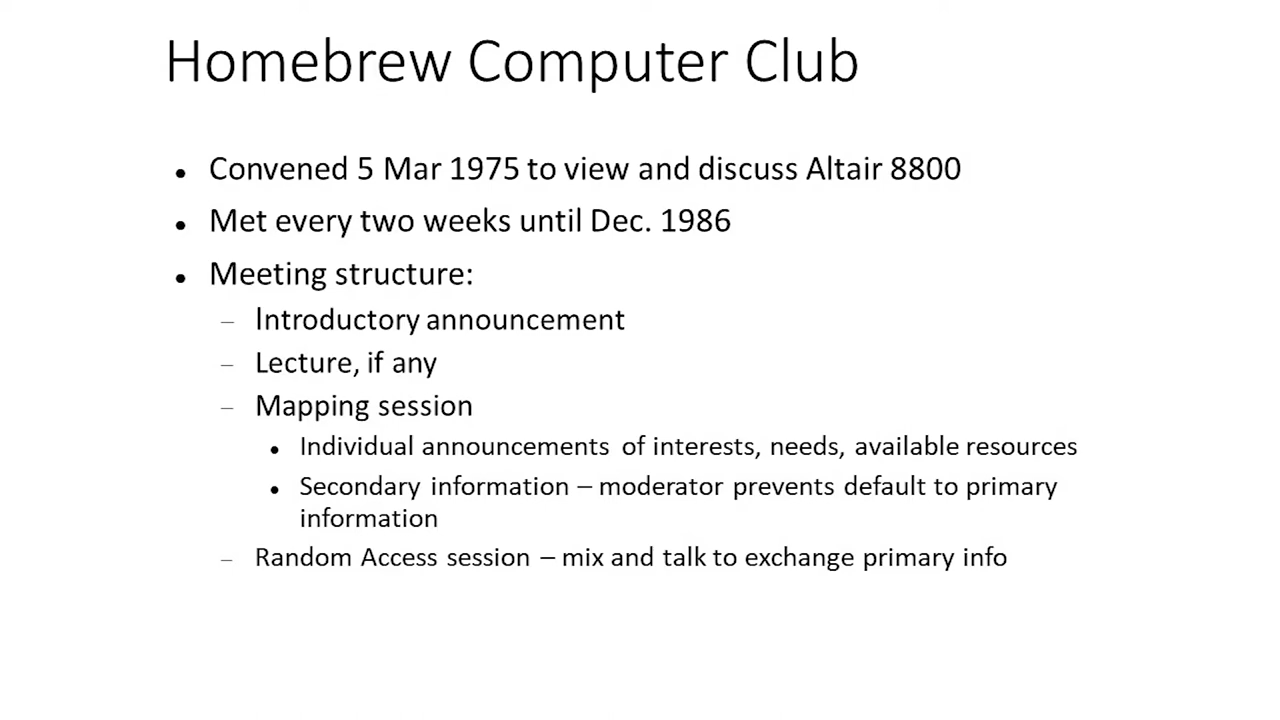 Homebrew Computer Club
• Convened 5 Mar 1975 to view and discuss Altair 8800
• Met every two weeks until Dec. 1986
• Meeting structure:
– Introductory announcement
– Lecture, if any
– Mapping session
• Individual announcements of interests, needs, available resources
• Secondary information – moderator prevents default to primary
information
– Random Access session – mix and talk to exchange primary info